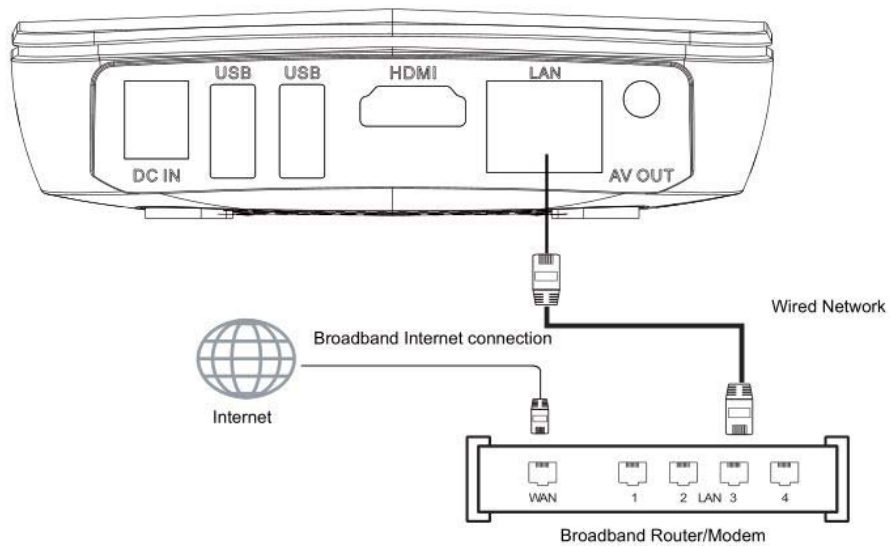 USB USB HDMI LAN
DC IN AV OUT
Wired Network
Broadband Internet connection
Internet
WAN 1 2 LAN 3 4
Broadband Router/Modem